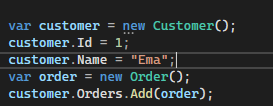 var customer = new Customer();
customer.Id = 1;
customer.Name = "Ema";
var order = new Order();
customer.Orders.Add(order);